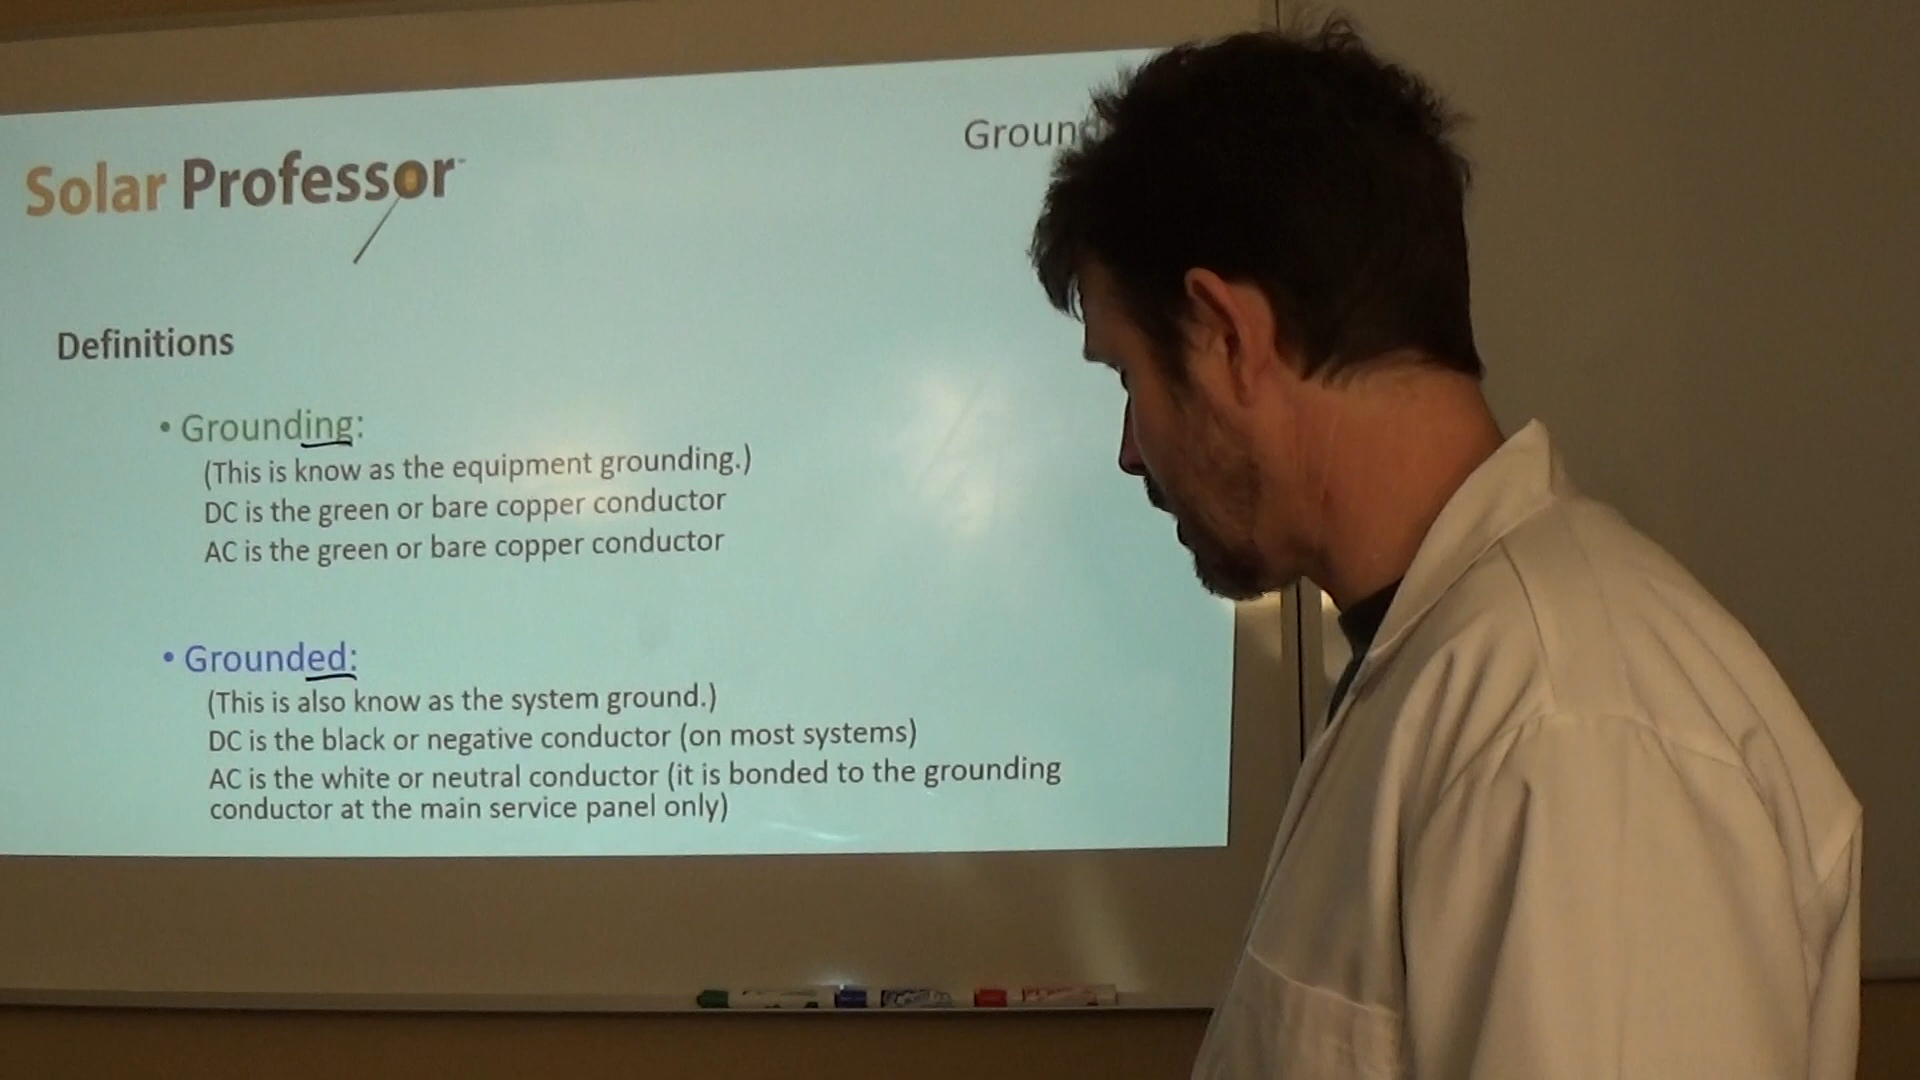 Solar Professor
Definitions
• Grounding:
(This is know as the equipment grounding.)
DC is the green or bare copper conductor
AC is the green or bare copper conductor
• Grounded:
(This is also know as the system ground.)
DC is the black or negative conductor (on most systems)
AC is the white or neutral conductor (it is bonded to the grounding
conductor at the main service panel only)